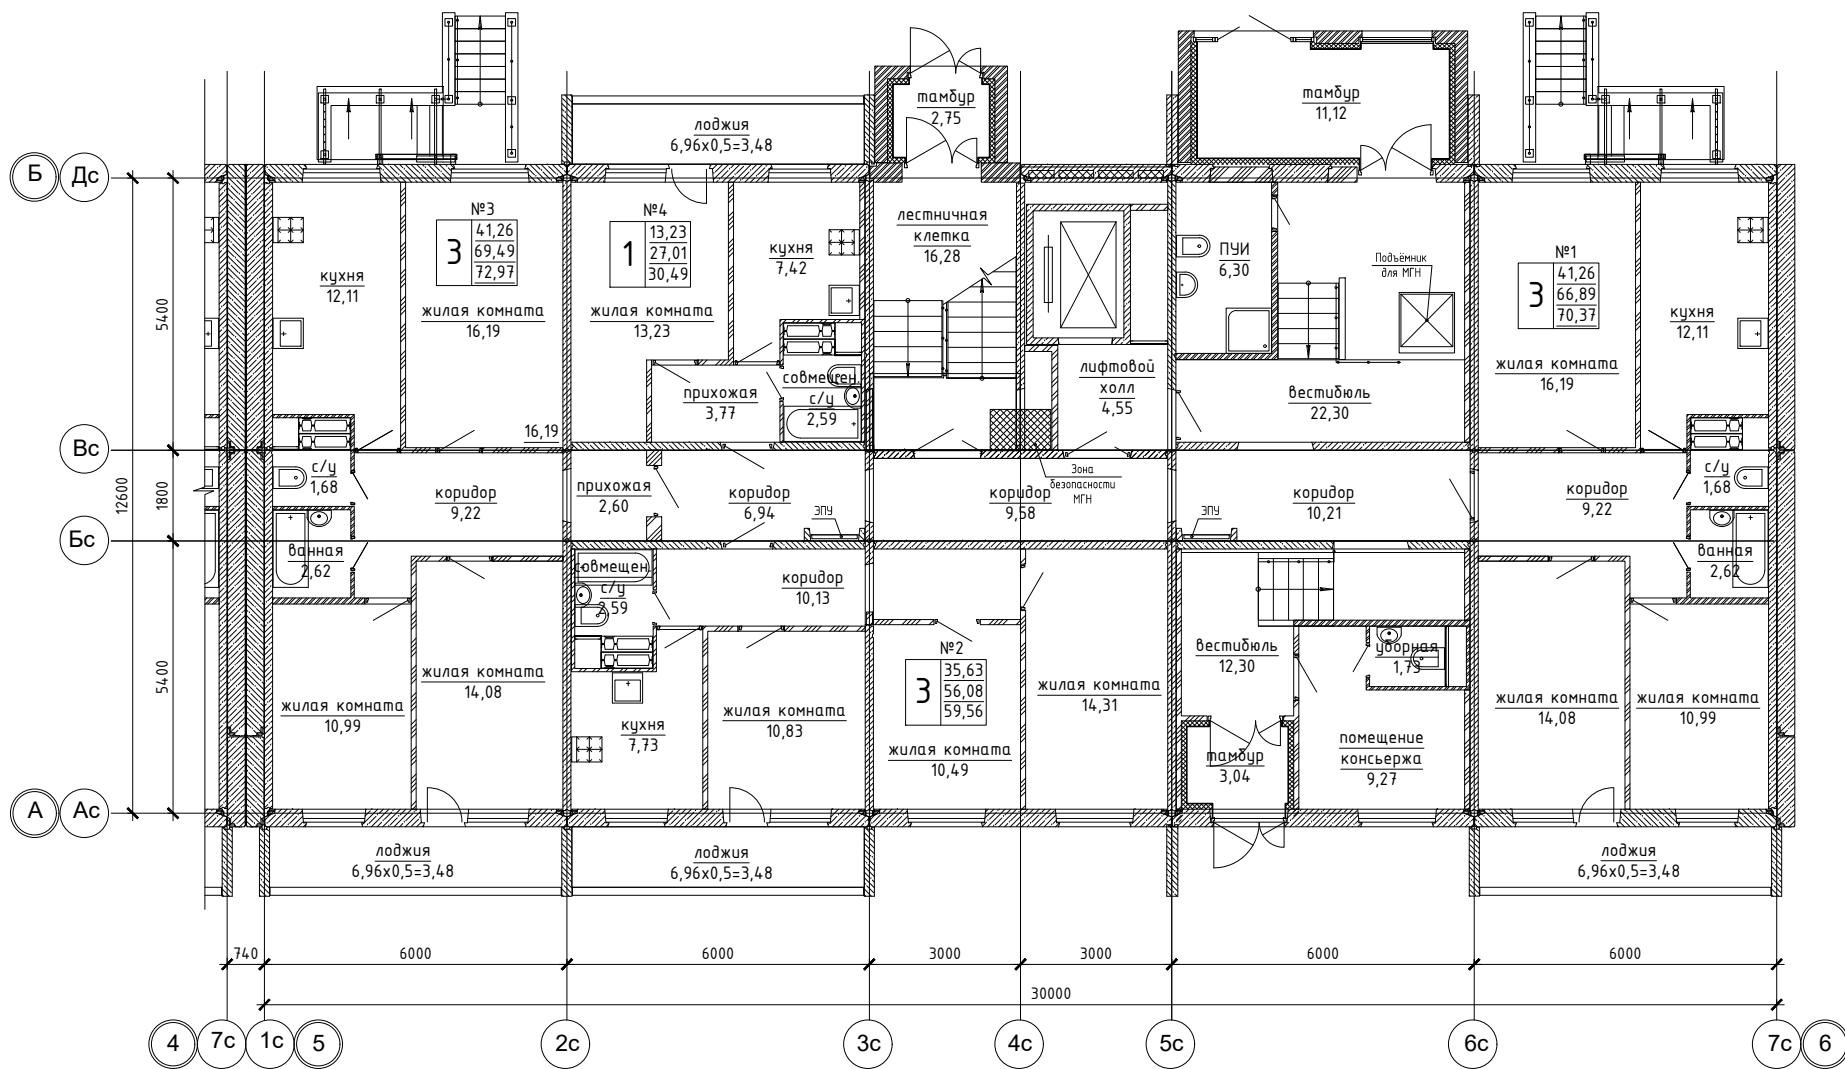 тамбур
2,75
тамбур
11,12
лоджия
6,96х0,5=3,48
Б
Дс
№3
3
41,26
69,49
72,97
№4
1
13,23
27,01
30,49
кухня
7,42
лестничная
клетка
16,28
ПУИ
6,30
Подъёмник
для МГН
№1
3
41,26
66,89
70,37
кухня
12,11
жилая комната
16,19
жилая комната
13,23
кухня
12,11
5400
прихожая
3,77
совмещен.
с/у
2,59
лифтовой
холл
4,55
вестибюль
22,30
жилая комната
16,19
16,19
Вс
с/у
1,68
коридор
9,22
прихожая
2,60
коридор
6,94
ЭПУ
коридор
9,58
Зона
безопасности
МГН
ЭПУ
коридор
10,21
коридор
9,22
с/у
1,68
12600
1800
Бс
ванная
2,62
совмещен.
с/у
2,59
коридор
10,13
ванная
2,62
5400
жилая комната
10,99
жилая комната
14,08
кухня
7,73
жилая комната
10,83
№2
3
35,63
56,08
59,56
жилая комната
10,49
жилая комната
14,31
вестибюль
12,30
уборная
1,73
тамбур
3,04
помещение
консьержа
9,27
жилая комната
14,08
жилая комната
10,99
А
Ас
лоджия
6,96х0,5=3,48
лоджия
6,96х0,5=3,48
лоджия
6,96х0,5=3,48
740
6000
6000
3000
3000
6000
6000
30000
4
7с
1с
5
2с
3с
4с
5с
6с
7с
6